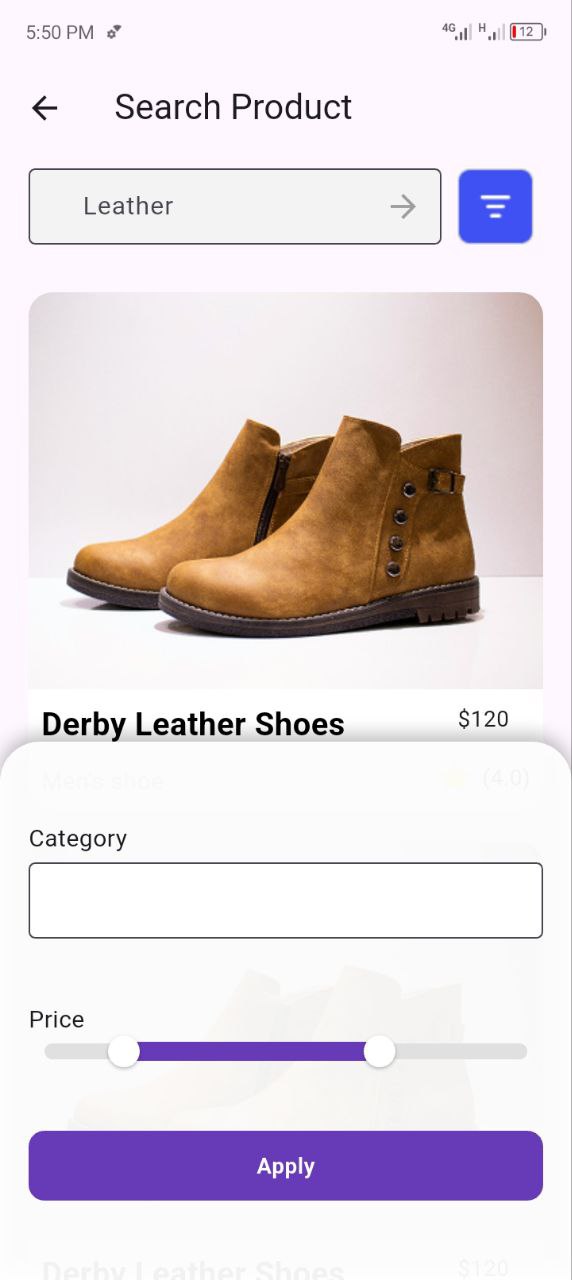 5:50 PM 4G H 12
Search Product
Leather
Derby Leather Shoes $120
Men's shoe (4.0)
Category
Price
Apply
Derby Leather Shoes $120